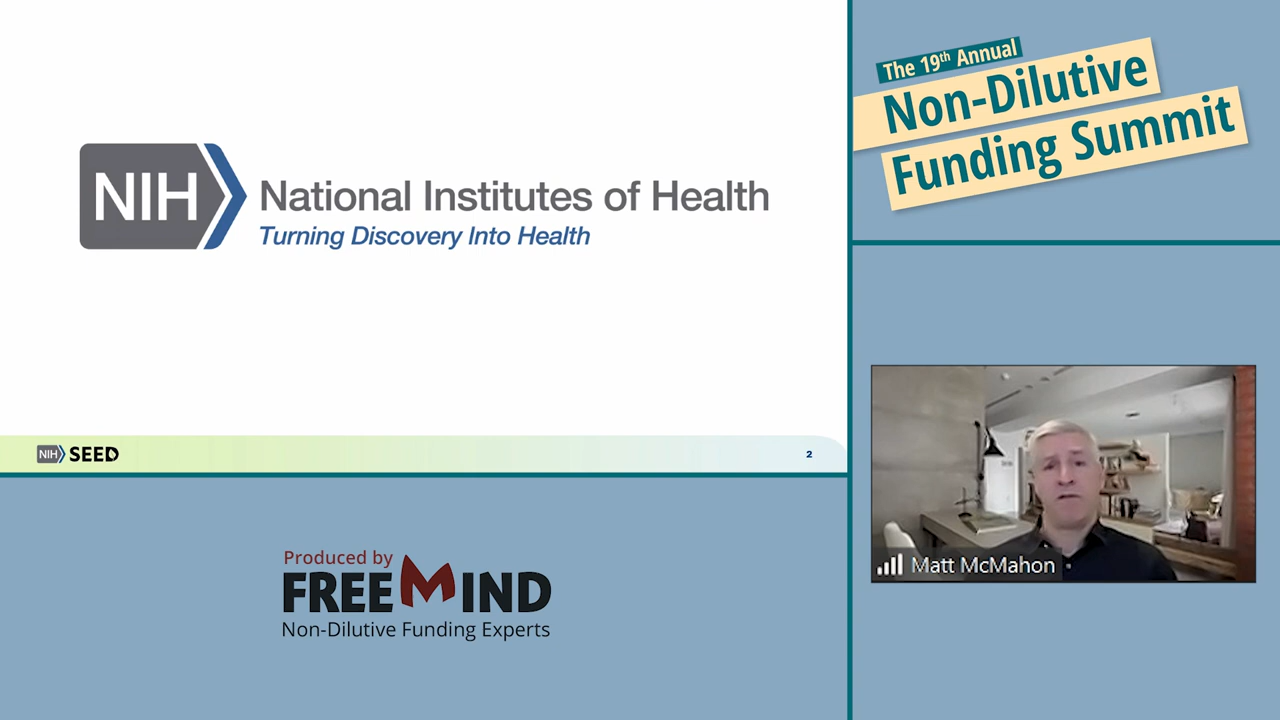 NIH National Institutes of Health
Turning Discovery Into Health
NIH SEED
2
Produced by
FREEMIND
Non-Dilutive Funding Experts
The 19th Annual
Non-Dilutive
Funding Summit
Matt McMahon